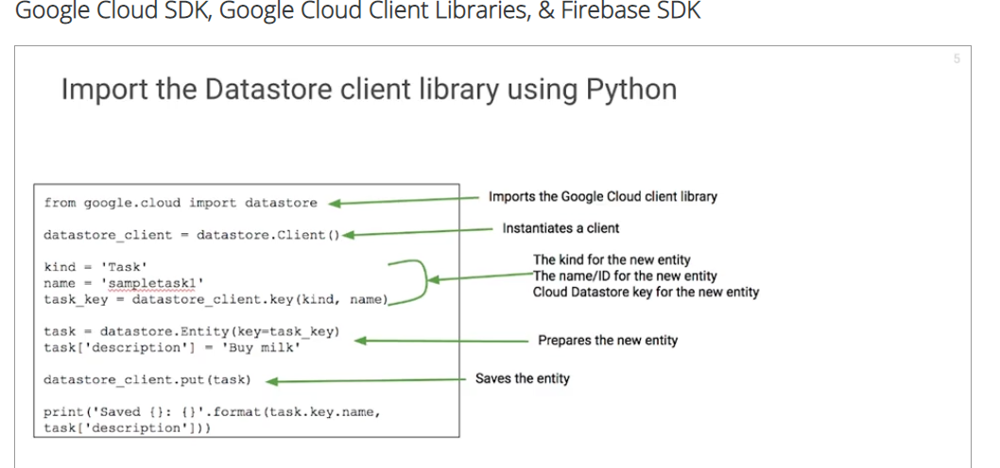 Google Cloud SDK, Google Cloud Client Libraries, & Firebase SDK
5
Import the Datastore client library using Python
from google.cloud import datastore
Imports the Google Cloud client library
datastore_client = datastore.Client()
Instantiates a client
kind = 'Task'
name = 'sampletask1'
task_key = datastore_client.key(kind, name)
The kind for the new entity
The name/ID for the new entity
Cloud Datastore key for the new entity
task = datastore.Entity(key=task_key)
task['description'] = 'Buy milk'
Prepares the new entity
datastore_client.put(task)
Saves the entity
print('Saved {}: {}'.format(task.key.name,
task['description']))